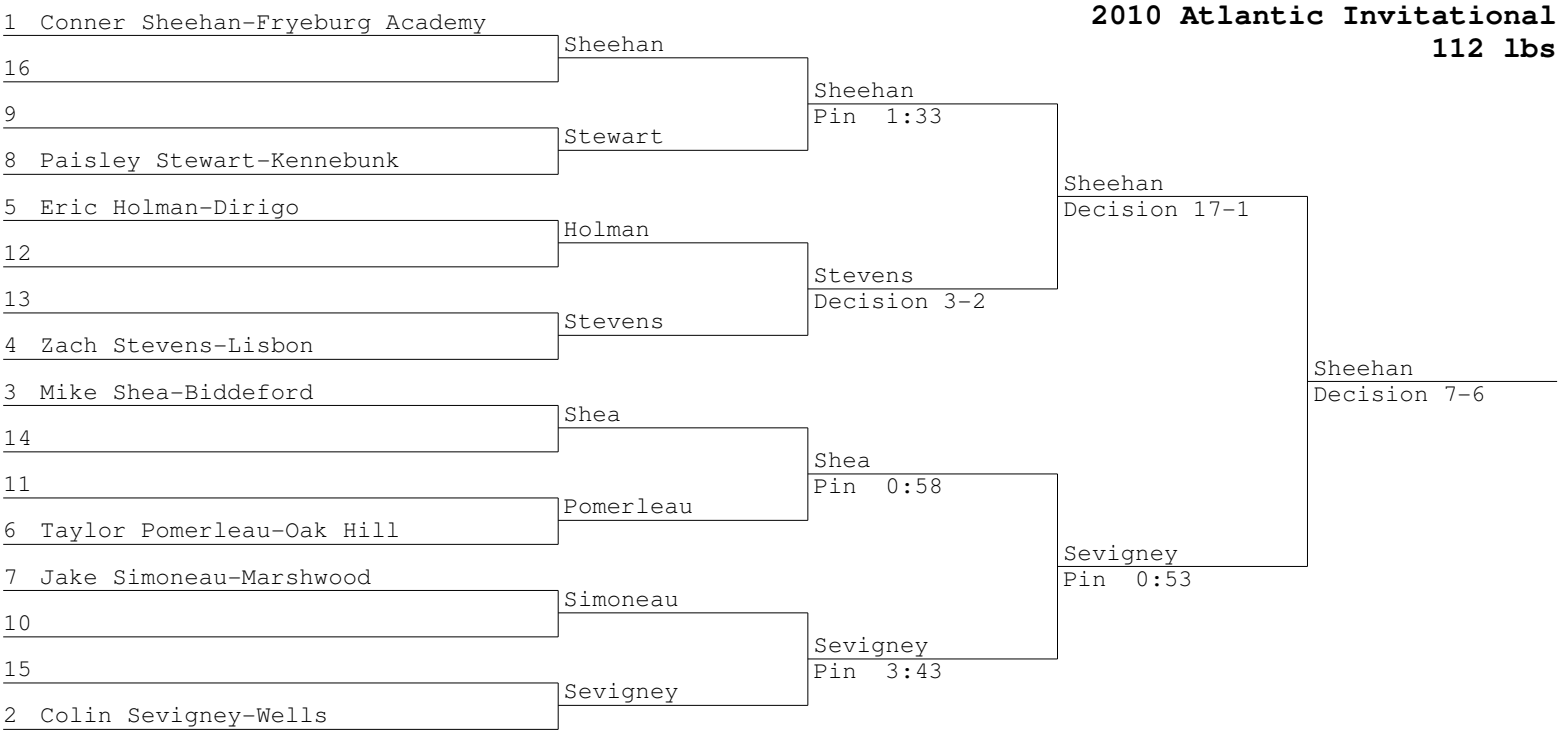 2010 Atlantic Invitational
112 lbs
1 Conner Sheehan-Fryeburg Academy
16
9
8 Paisley Stewart-Kennebunk
5 Eric Holman-Dirigo
12
13
4 Zach Stevens-Lisbon
3 Mike Shea-Biddeford
14
11
6 Taylor Pomerleau-Oak Hill
7 Jake Simoneau-Marshwood
10
15
2 Colin Sevigney-Wells
Sheehan
Stewart
Holman
Stevens
Shea
Pomerleau
Simoneau
Sevigney
Sheehan
Pin 1:33
Stevens
Decision 3-2
Shea
Pin 0:58
Sevigney
Pin 3:43
Sheehan
Decision 17-1
Sevigney
Pin 0:53
Sheehan
Decision 7-6